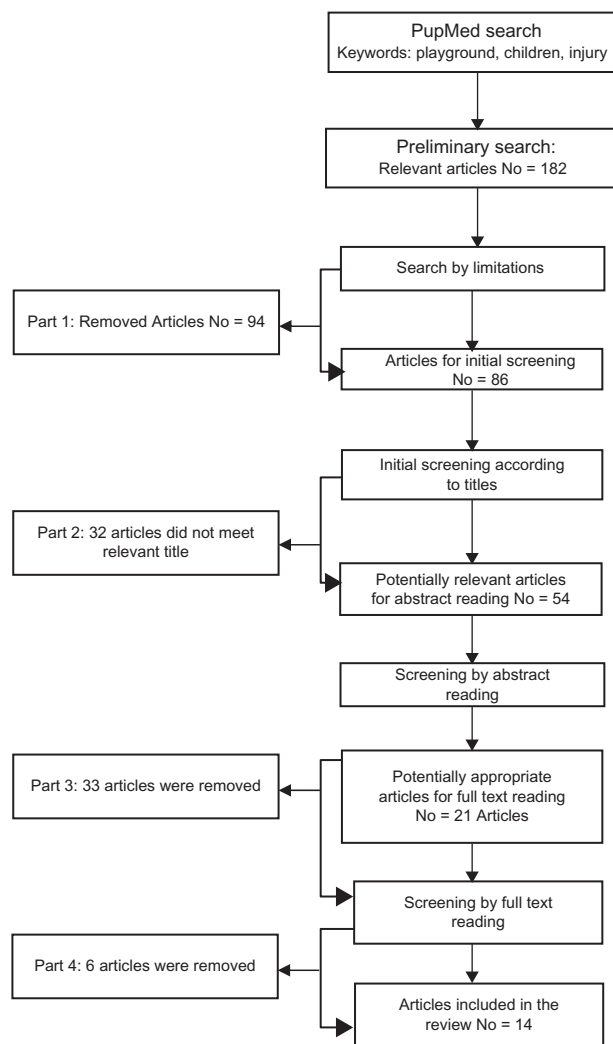 PupMed search
Keywords: playground, children, injury
Preliminary search:
Relevant articles No = 182
Search by limitations
Part 1: Removed Articles No = 94
Articles for initial screening
No = 86
Initial screening according
to titles
Part 2: 32 articles did not meet
relevant title
Potentially relevant articles
for abstract reading No = 54
Screening by abstract
reading
Part 3: 33 articles were removed
Potentially appropriate
articles for full text reading
No = 21 Articles
Screening by full text
reading
Part 4: 6 articles were removed
Articles included in the
review No = 14